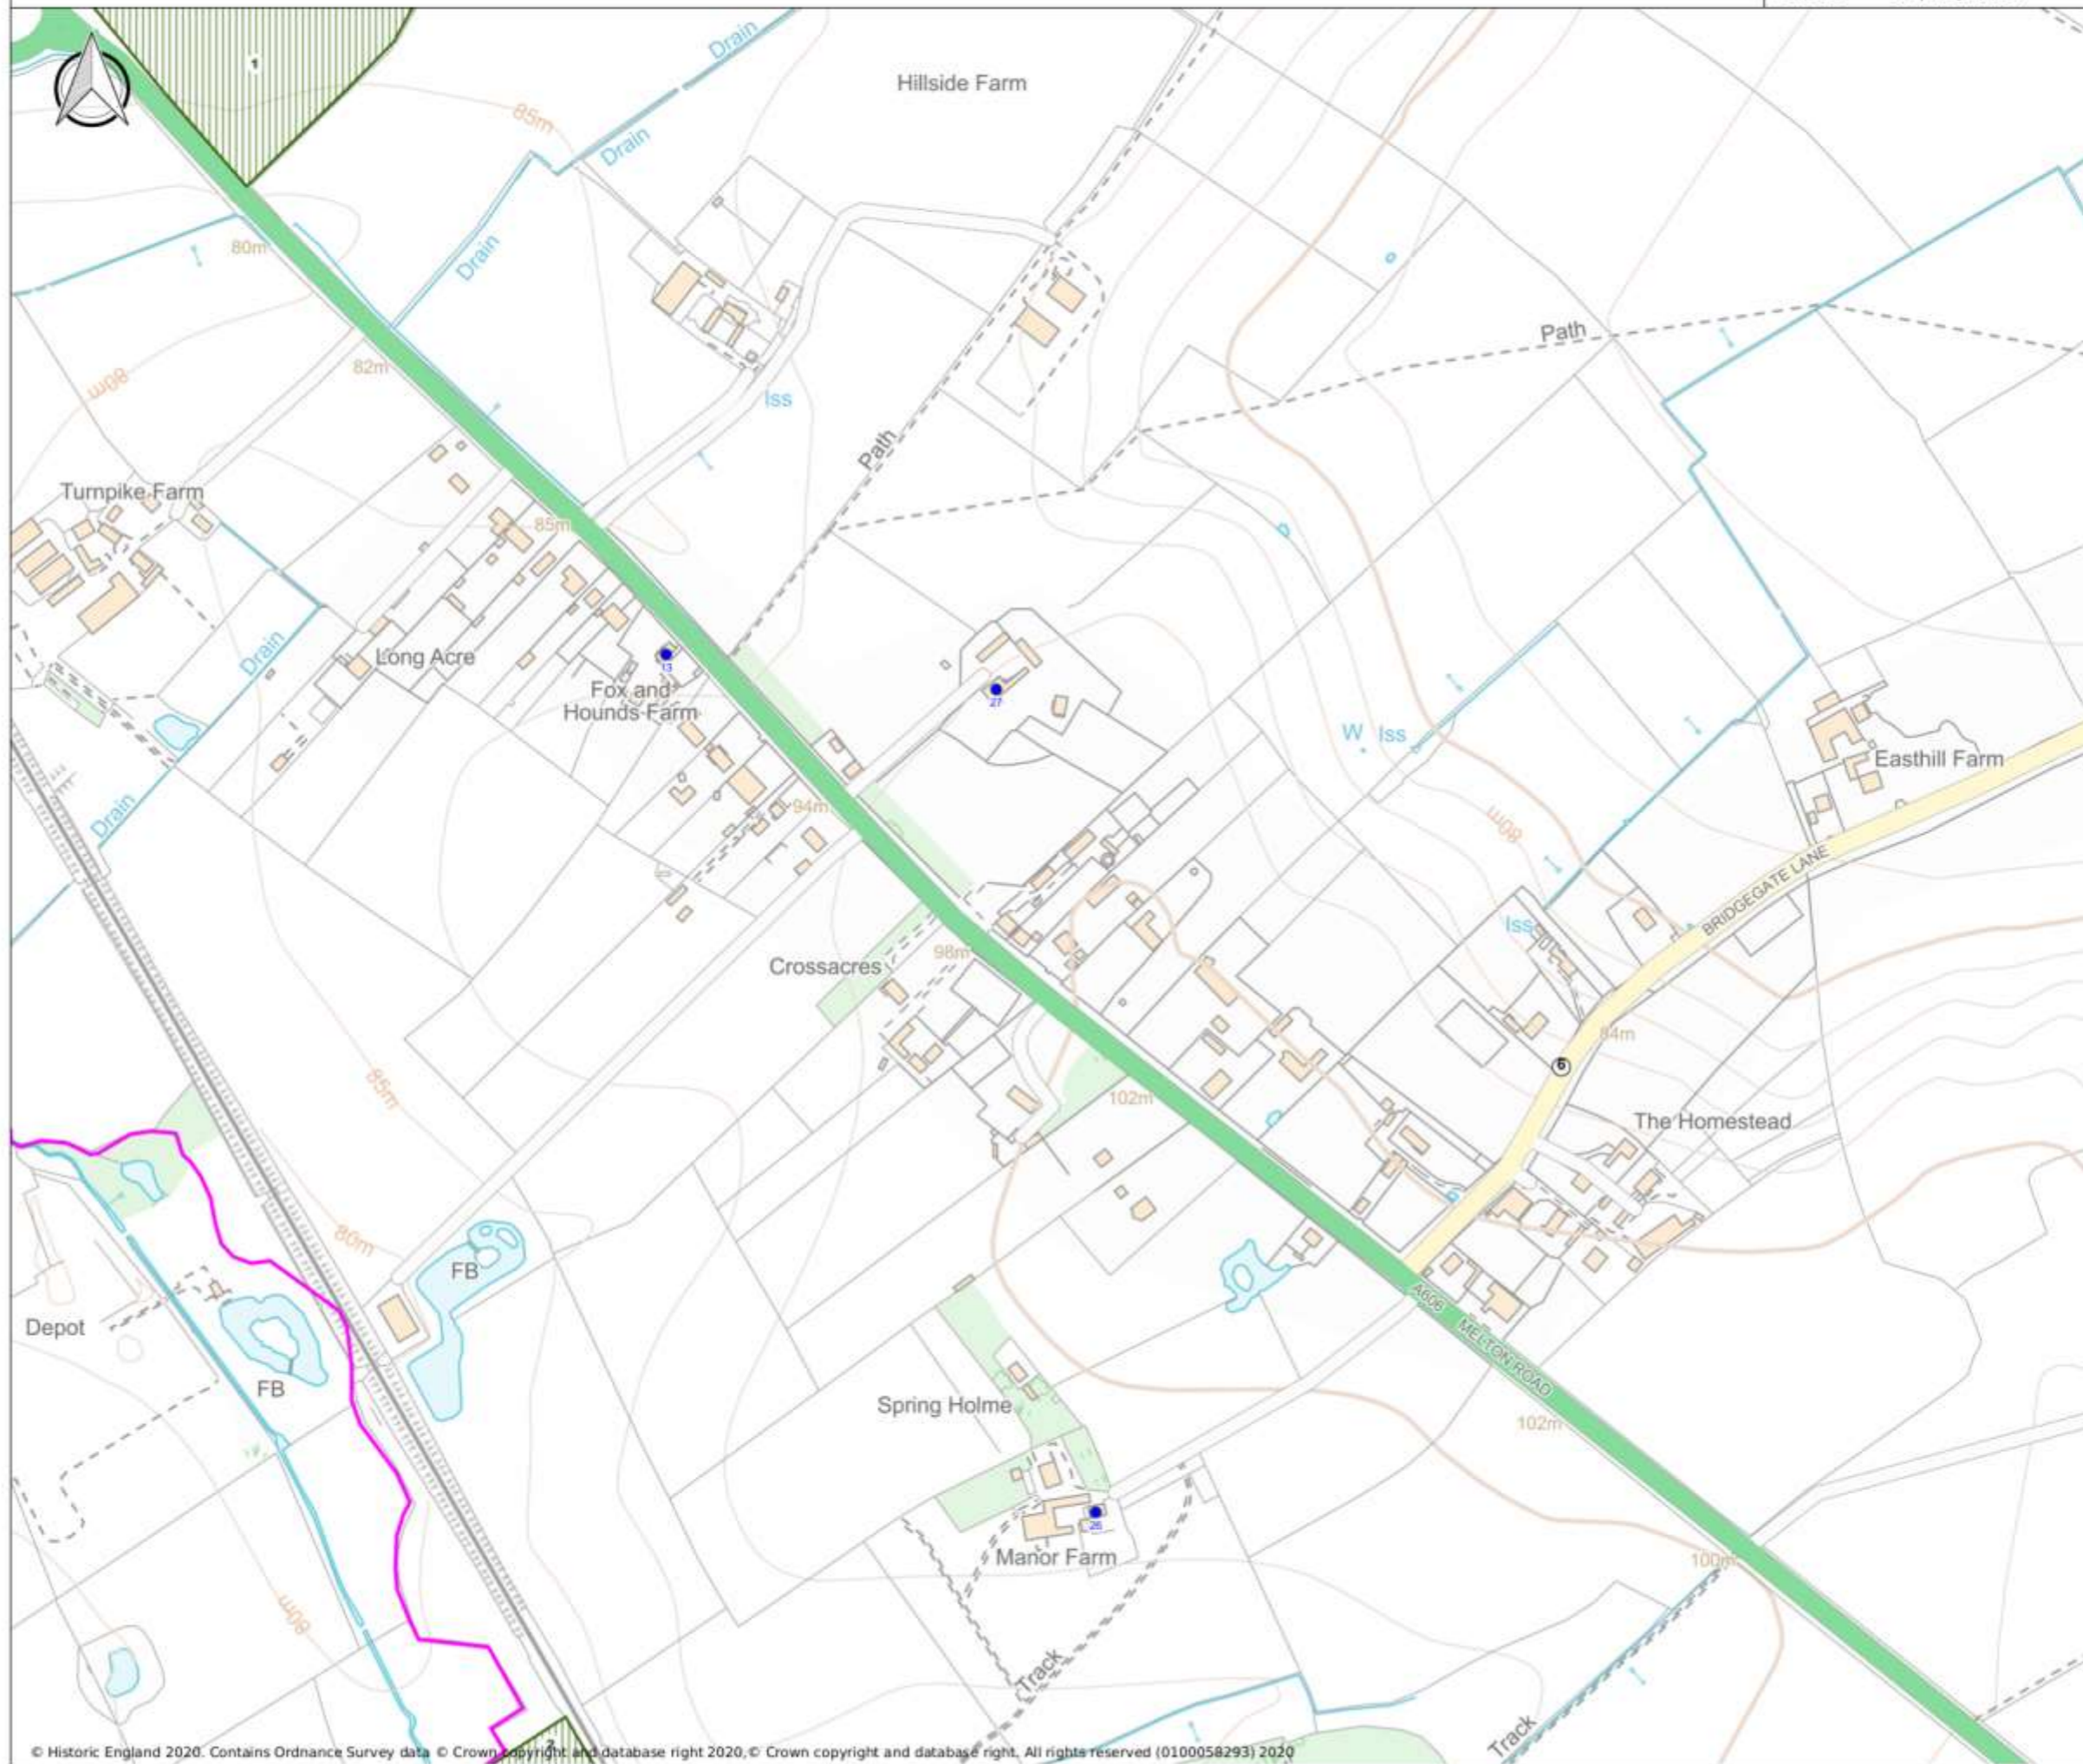 1
Drain
Hillside Farm
85m
Drain
Drain
80m
Path
82m
80m
Iss
Path
Turnpike Farm
85m
Drain
Long Acre
13
Fox and
Hounds Farm
27
W
Iss
Easthill Farm
Drain
94m
80m
BRIDGEGATE LANE
Iss
98m
Crossacres
94m
6
85m
102m
The Homestead
80m
FB
Depot
A606
MELTON ROAD
FB
Spring Holme
102m
26
Manor Farm
100m
80m
Track
Track
2
© Historic England 2020. Contains Ordnance Survey data © Crown copyright and database right 2020,© Crown copyright and database right. All rights reserved (0100058293) 2020